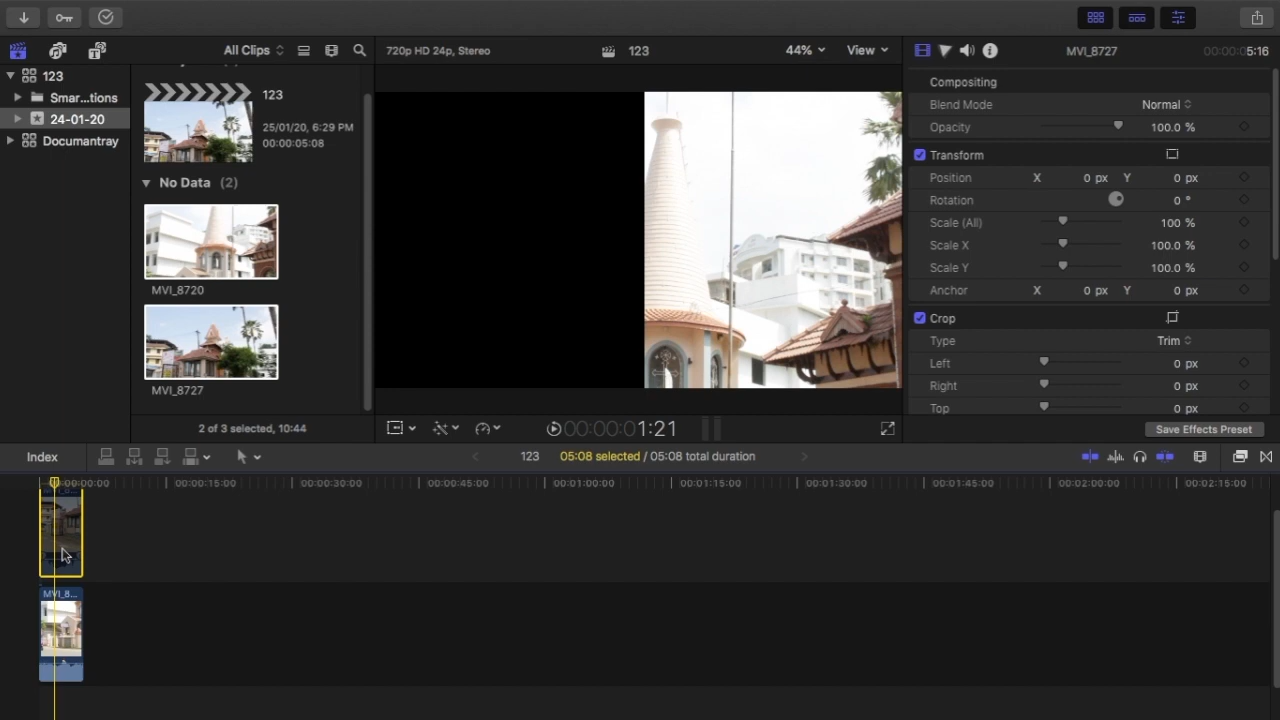 All Clips
720p HD 24p, Stereo
123
44%
View
MVI_8727
00:00:05:16
123
Smar...tions
24-01-20
Documantray
123
25/01/20, 6:29 PM
00:00:05:08
No Data (2)
MVI_8720
MVI_8727
2 of 3 selected, 10:44
00:00:01:21
Compositing
Blend Mode Normal
Opacity 100.0 %
Transform
Position X 0 px Y 0 px
Rotation 0 °
Scale (All) 100 %
Scale X 100.0 %
Scale Y 100.0 %
Anchor X 0 px Y 0 px
Crop
Type Trim
Left 0 px
Right 0 px
Top 0 px
Save Effects Preset
Index
123
05:08 selected / 05:08 total duration
00:00:00:00 00:00:15:00 00:00:30:00 00:00:45:00 00:01:00:00 00:01:15:00 00:01:30:00 00:01:45:00 00:02:00:00 00:02:15:00
MVI_8...
MVI_8...